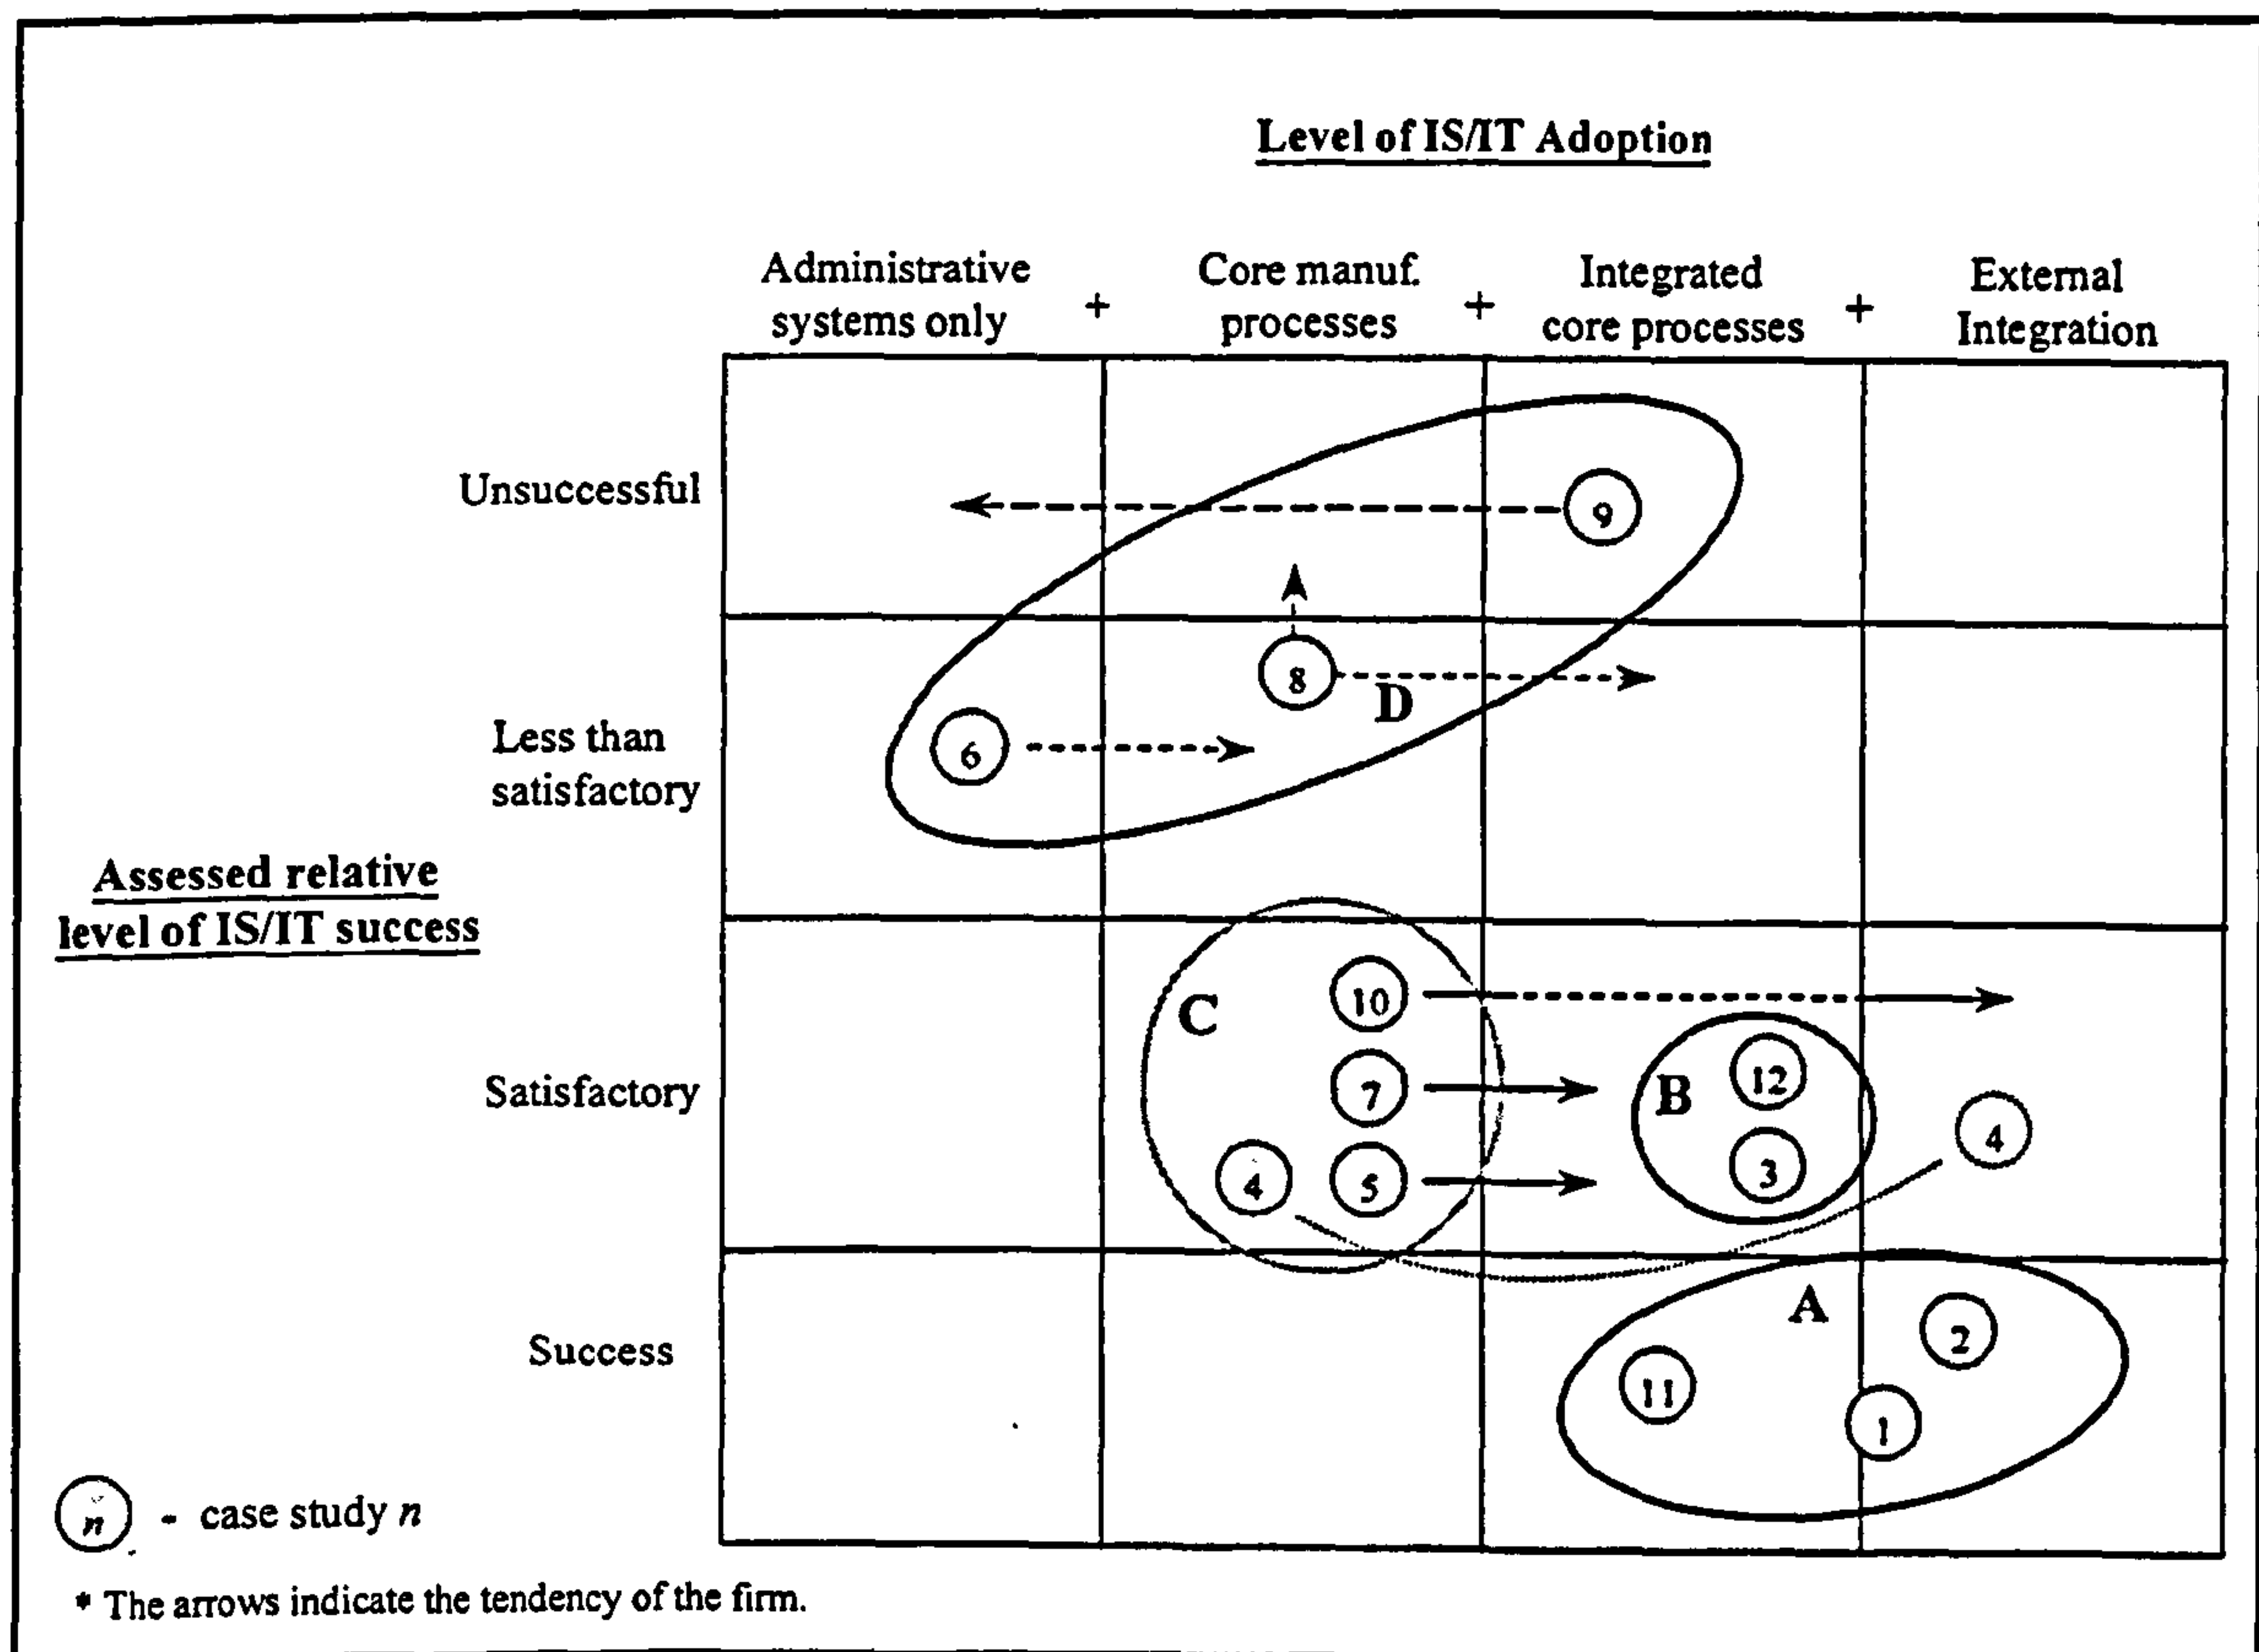 Level of IS/IT Adoption
Administrative
systems only
+
Core manuf.
processes
+
Integrated
core processes
+
External
Integration
Unsuccessful
9
8
D
Less than
satisfactory
6
Assessed relative
level of IS/IT success
10
C
12
Satisfactory
7
B
4
3
4
5
A
2
Success
11
1
n - case study n
* The arrows indicate the tendency of the firm.